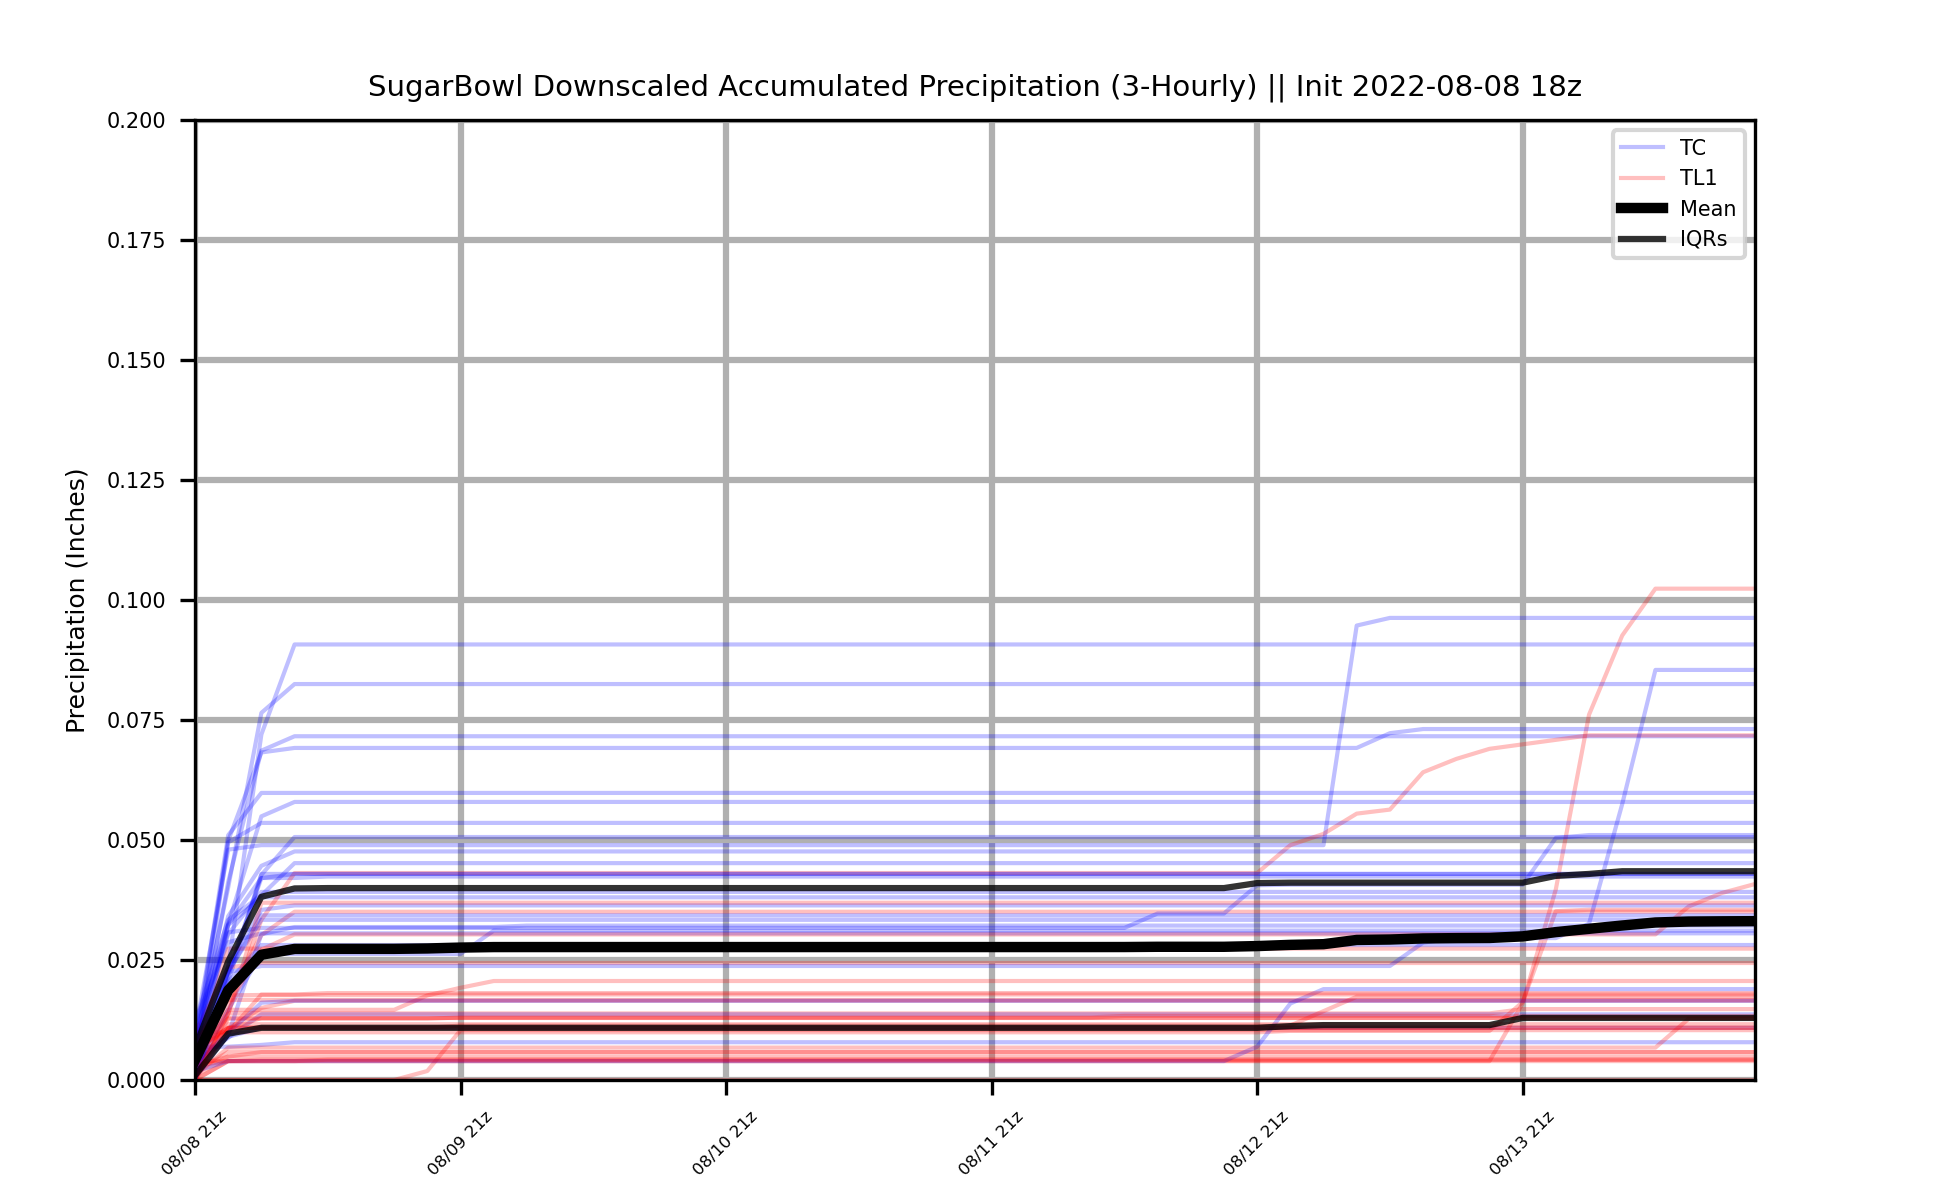 SugarBowl Downscaled Accumulated Precipitation (3-Hourly) || Init 2022-08-08 18z
Precipitation (Inches)
0.200
0.175
0.150
0.125
0.100
0.075
0.050
0.025
0.000
TC
TL1
Mean
IQRs
08/08 21z
08/09 21z
08/10 21z
08/11 21z
08/12 21z
08/13 21z